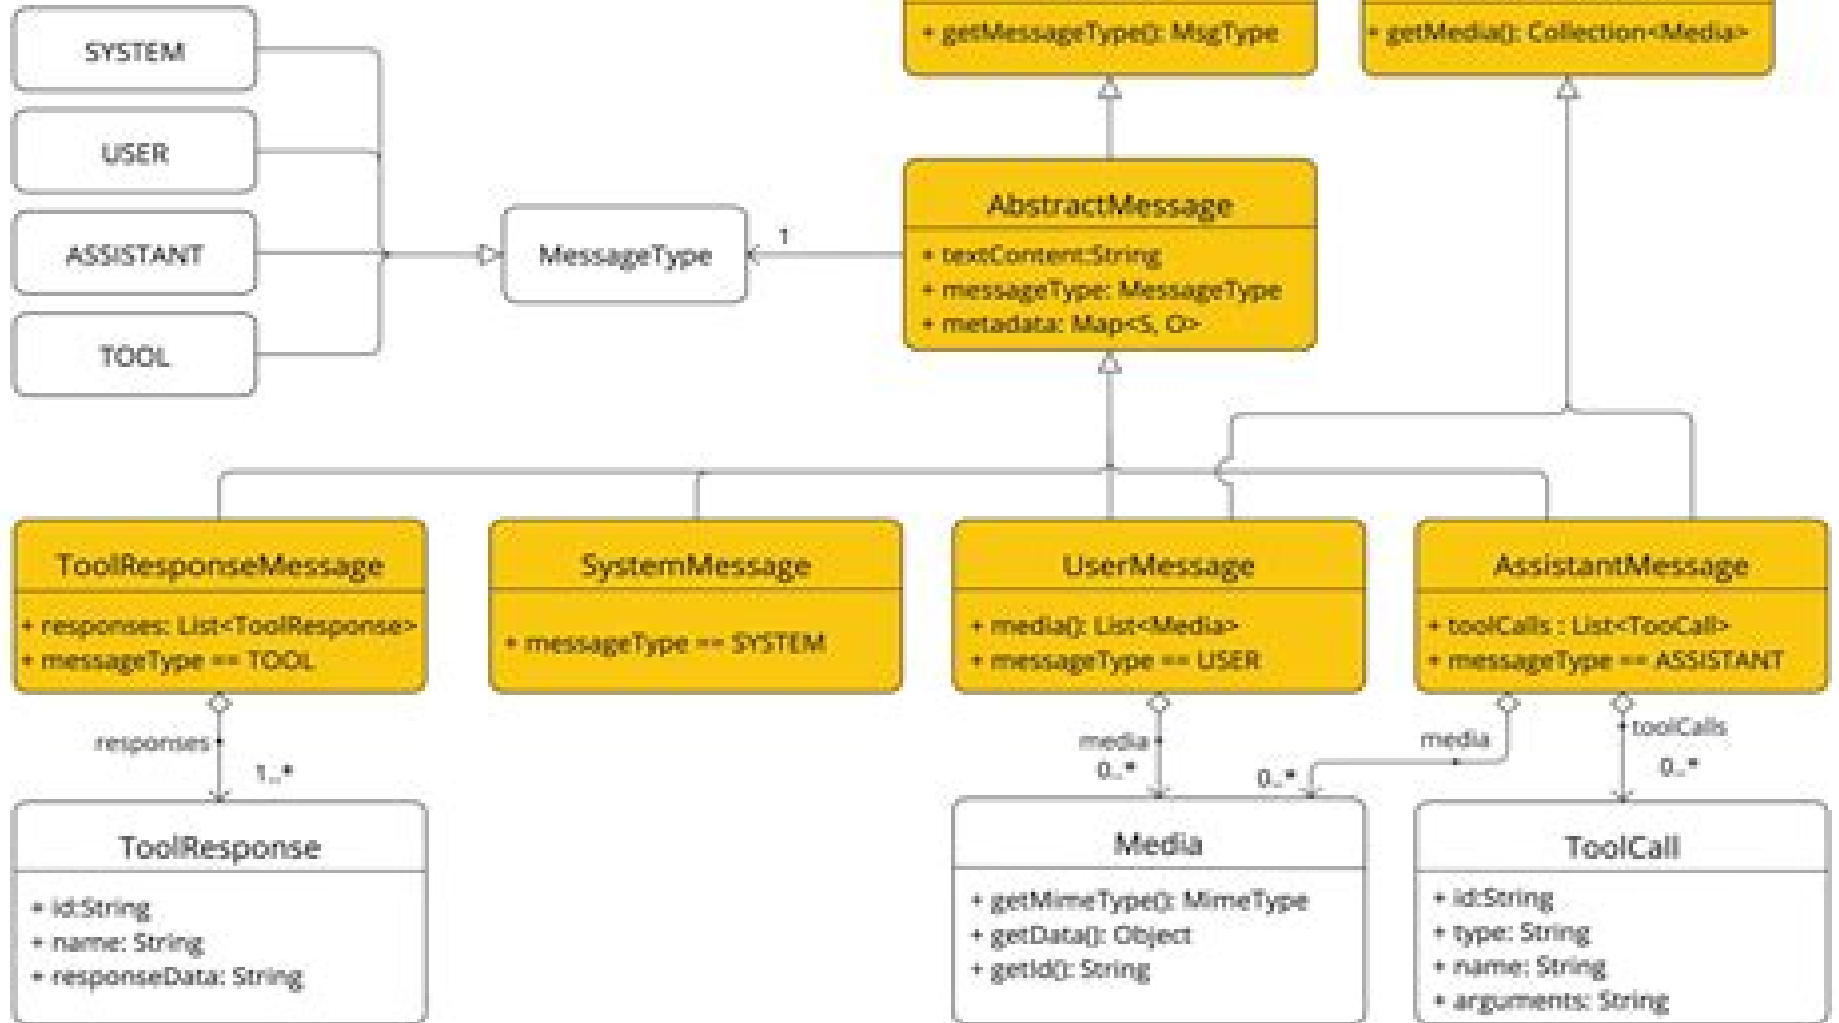 SYSTEM
USER
ASSISTANT
TOOL
MessageType
1
+ getMessageType(): MsgType
+ getMedia(): Collection<Media>
AbstractMessage
+ textContent:String
+ messageType: MessageType
+ metadata: Map<S, O>
ToolResponseMessage
+ responses: List<ToolResponse>
+ messageType == TOOL
SystemMessage
+ messageType == SYSTEM
UserMessage
+ media(): List<Media>
+ messageType == USER
AssistantMessage
+ toolCalls : List<TooCall>
+ messageType == ASSISTANT
responses
1..*
media
0..*
media
0..*
toolCalls
0..*
ToolResponse
+ id:String
+ name: String
+ responseData: String
Media
+ getMimeType(): MimeType
+ getData(): Object
+ getId(): String
ToolCall
+ id:String
+ type: String
+ name: String
+ arguments: String